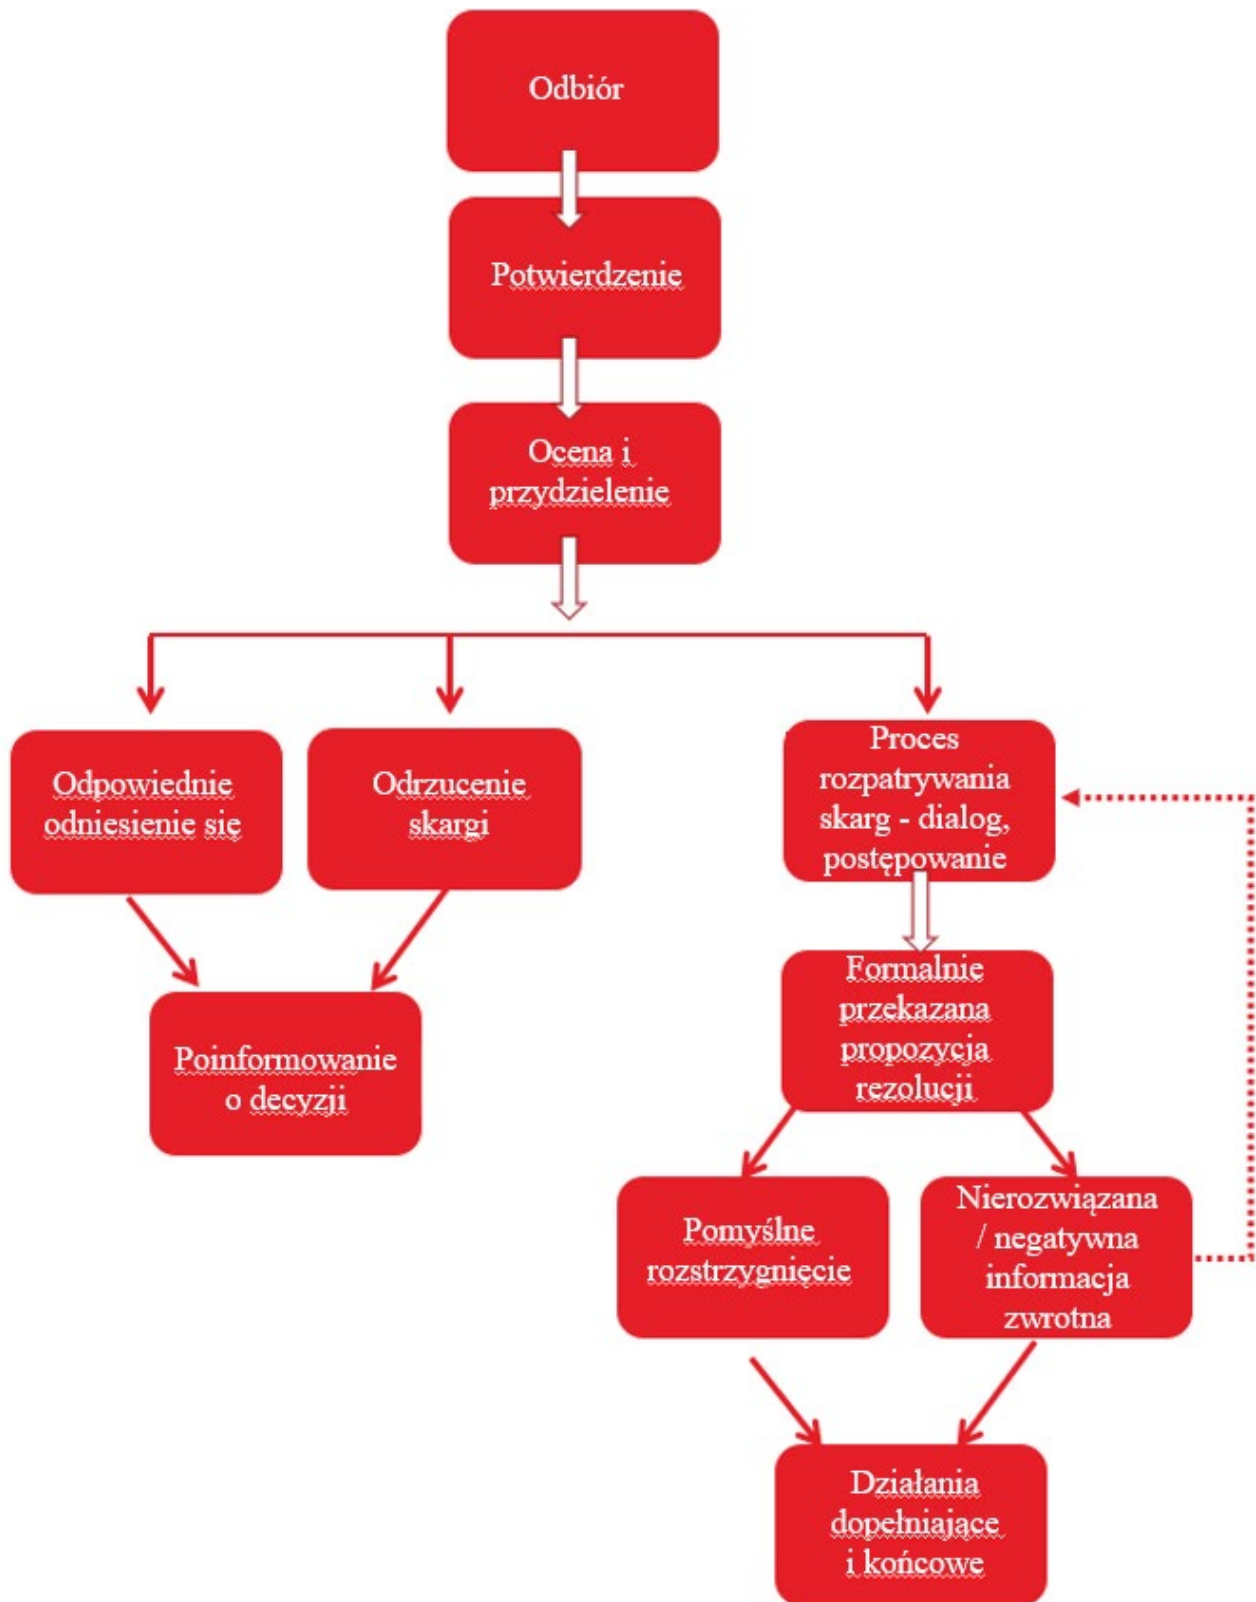 Odbiór
Potwierdzenie
Ocena i
przydzielenie
Odpowiednie
odniesienie się
Odrzucenie
skargi
Proces
rozpatrywania
skarg - dialog,
postępowanie
Poinformowanie
o decyzji
Formalnie
przekazana
propozycja
rezolucji
Pomyślne
rozstrzygnięcie
Nierozwiązana
/ negatywna
informacja
zwrotna
Działania
dopełniające
i końcowe